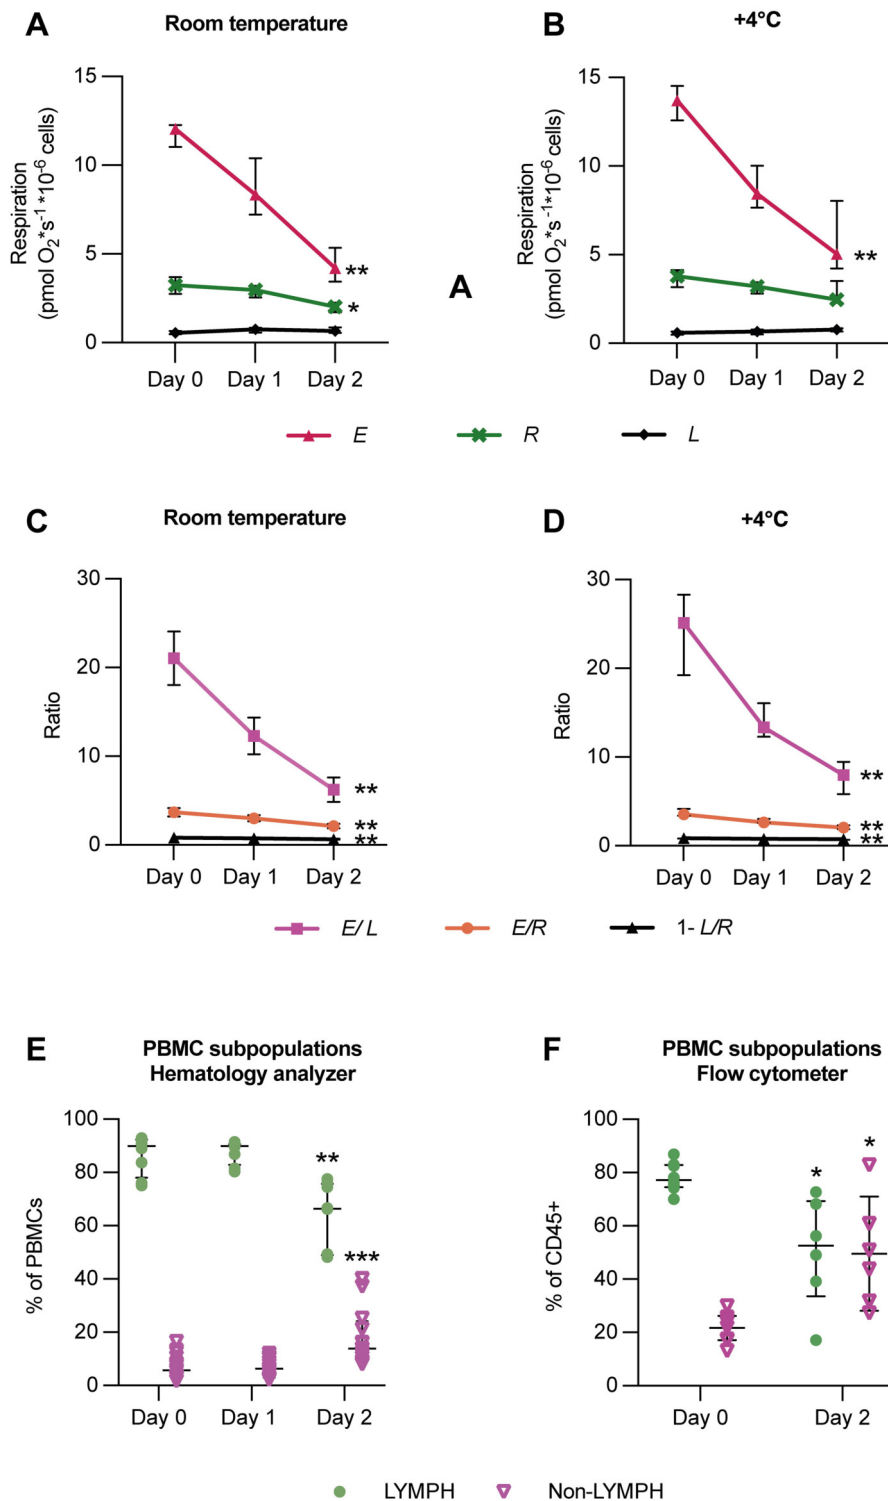 A Room temperature
15
10
5
0
Respiration
(pmol O2*s-1*10-6 cells)
**
*
Day 0 Day 1 Day 2
A
B +4°C
15
10
5
0
Respiration
(pmol O2*s-1*10-6 cells)
**
Day 0 Day 1 Day 2
E R L
C Room temperature
30
20
10
0
Ratio
**
**
**
Day 0 Day 1 Day 2
D +4°C
30
20
10
0
Ratio
**
**
**
Day 0 Day 1 Day 2
E/ L E/R 1- L/R
E PBMC subpopulations
Hematology analyzer
100
80
60
40
20
0
% of PBMCs
**
***
Day 0 Day 1 Day 2
F PBMC subpopulations
Flow cytometer
100
80
60
40
20
0
% of CD45+
*
*
Day 0 Day 2
LYMPH Non-LYMPH